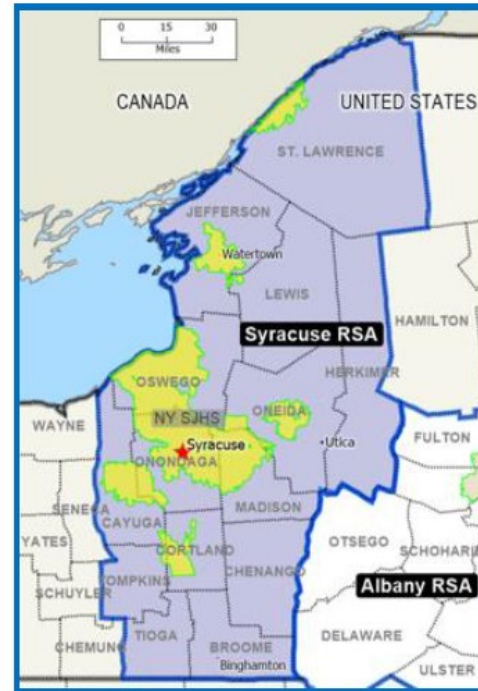 0 15 30
Miles
CANADA
UNITED STATES
ST. LAWRENCE
JEFFERSON
Watertown
LEWIS
HAMILTON
Syracuse RSA
HERKIMER
OSWEGO
WAYNE
NY SJHS
ONEIDA
FULTON
Syracuse
Utica
ONONDAGA
SENECA
CAYUGA
MADISON
YATES
CORTLAND
OTSEGO
SCHOHARI
CHENANGO
TOMPKINS
SCHUYLER
Albany RSA
CHEMUNG
TIOGA
BROOME
DELAWARE
Binghamton
ULSTER